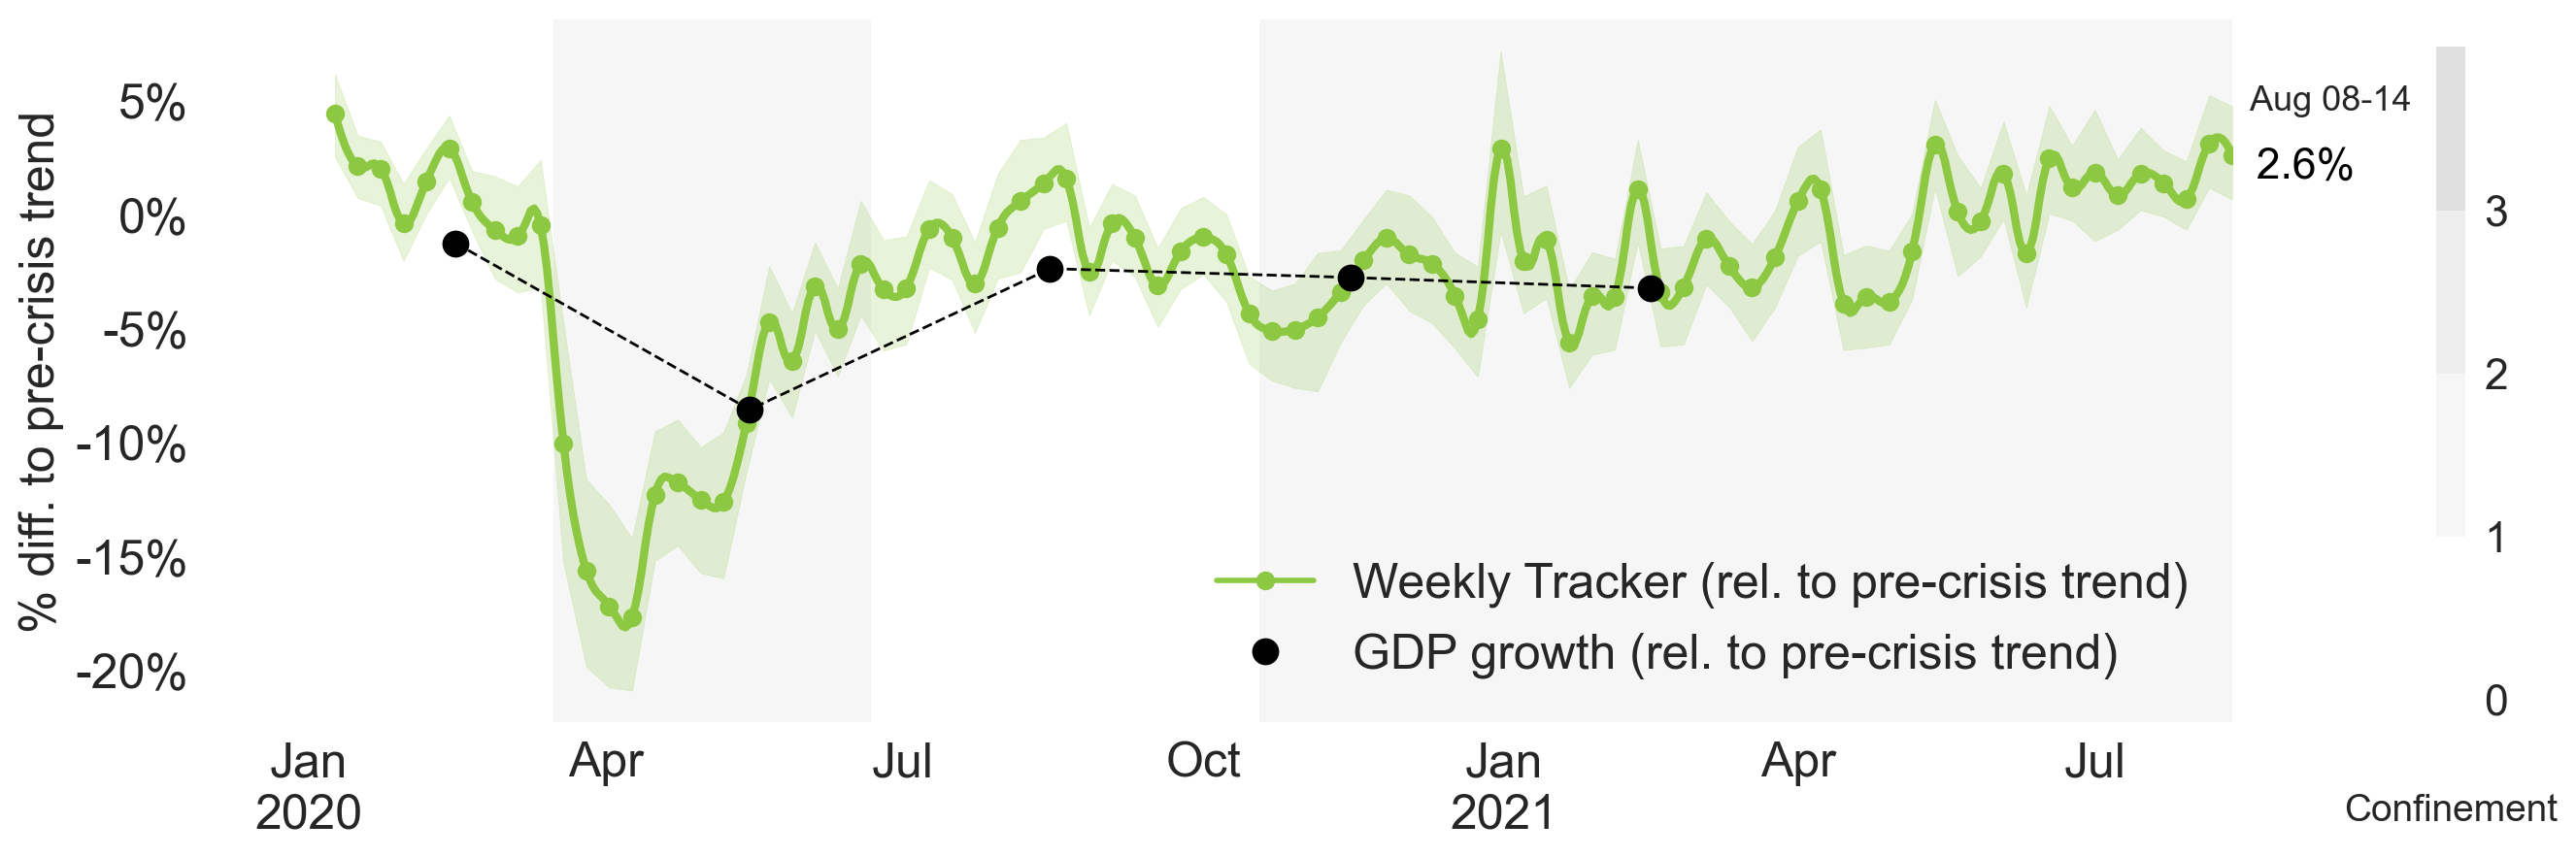 % diff. to pre-crisis trend
5%
0%
-5%
-10%
-15%
-20%
Jan
2020
Apr
Jul
Oct
Jan
2021
Apr
Jul
Weekly Tracker (rel. to pre-crisis trend)
GDP growth (rel. to pre-crisis trend)
Aug 08-14
2.6%
3
2
1
0
Confinement